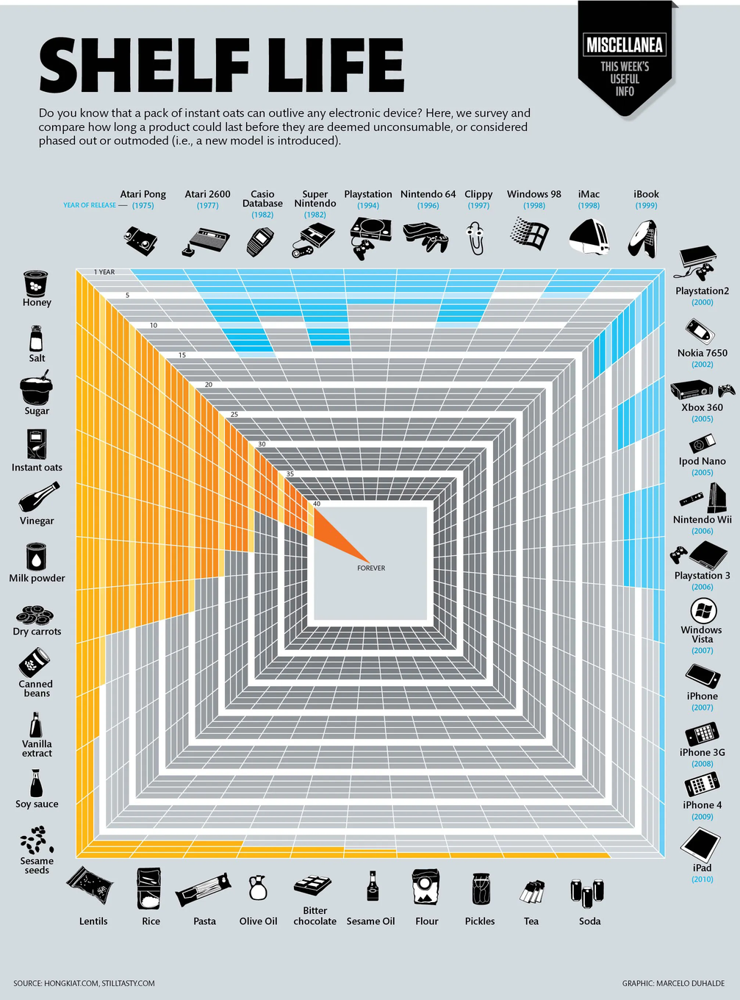 SHELF LIFE
MISCELLANEA
THIS WEEK'S
USEFUL
INFO
Do you know that a pack of instant oats can outlive any electronic device? Here, we survey and
compare how long a product could last before they are deemed unconsumable, or considered
phased out or outmoded (i.e., a new model is introduced).
YEAR OF RELEASE
Atari Pong
(1975)
Atari 2600
(1977)
Casio
Database
(1982)
Super
Nintendo
(1982)
Playstation
(1994)
Nintendo 64
(1996)
Clippy
(1997)
Windows 98
(1998)
iMac
(1998)
iBook
(1999)
Playstation2
(2000)
Nokia 7650
(2002)
Xbox 360
(2005)
Ipod Nano
(2005)
Nintendo Wii
(2006)
Playstation 3
(2006)
Windows
Vista
(2007)
iPhone
(2007)
iPhone 3G
(2008)
iPhone 4
(2009)
iPad
(2010)
1 YEAR
5
10
15
20
25
30
35
40
FOREVER
Honey
Salt
Sugar
Instant oats
Vinegar
Milk powder
Dry carrots
Canned
beans
Vanilla
extract
Soy sauce
Sesame
seeds
Lentils
Rice
Pasta
Olive Oil
Bitter
chocolate
Sesame Oil
Flour
Pickles
Tea
Soda
SOURCE: HONGKIAT.COM, STILLTASTY.COM
GRAPHIC: MARCELO DUHALDE